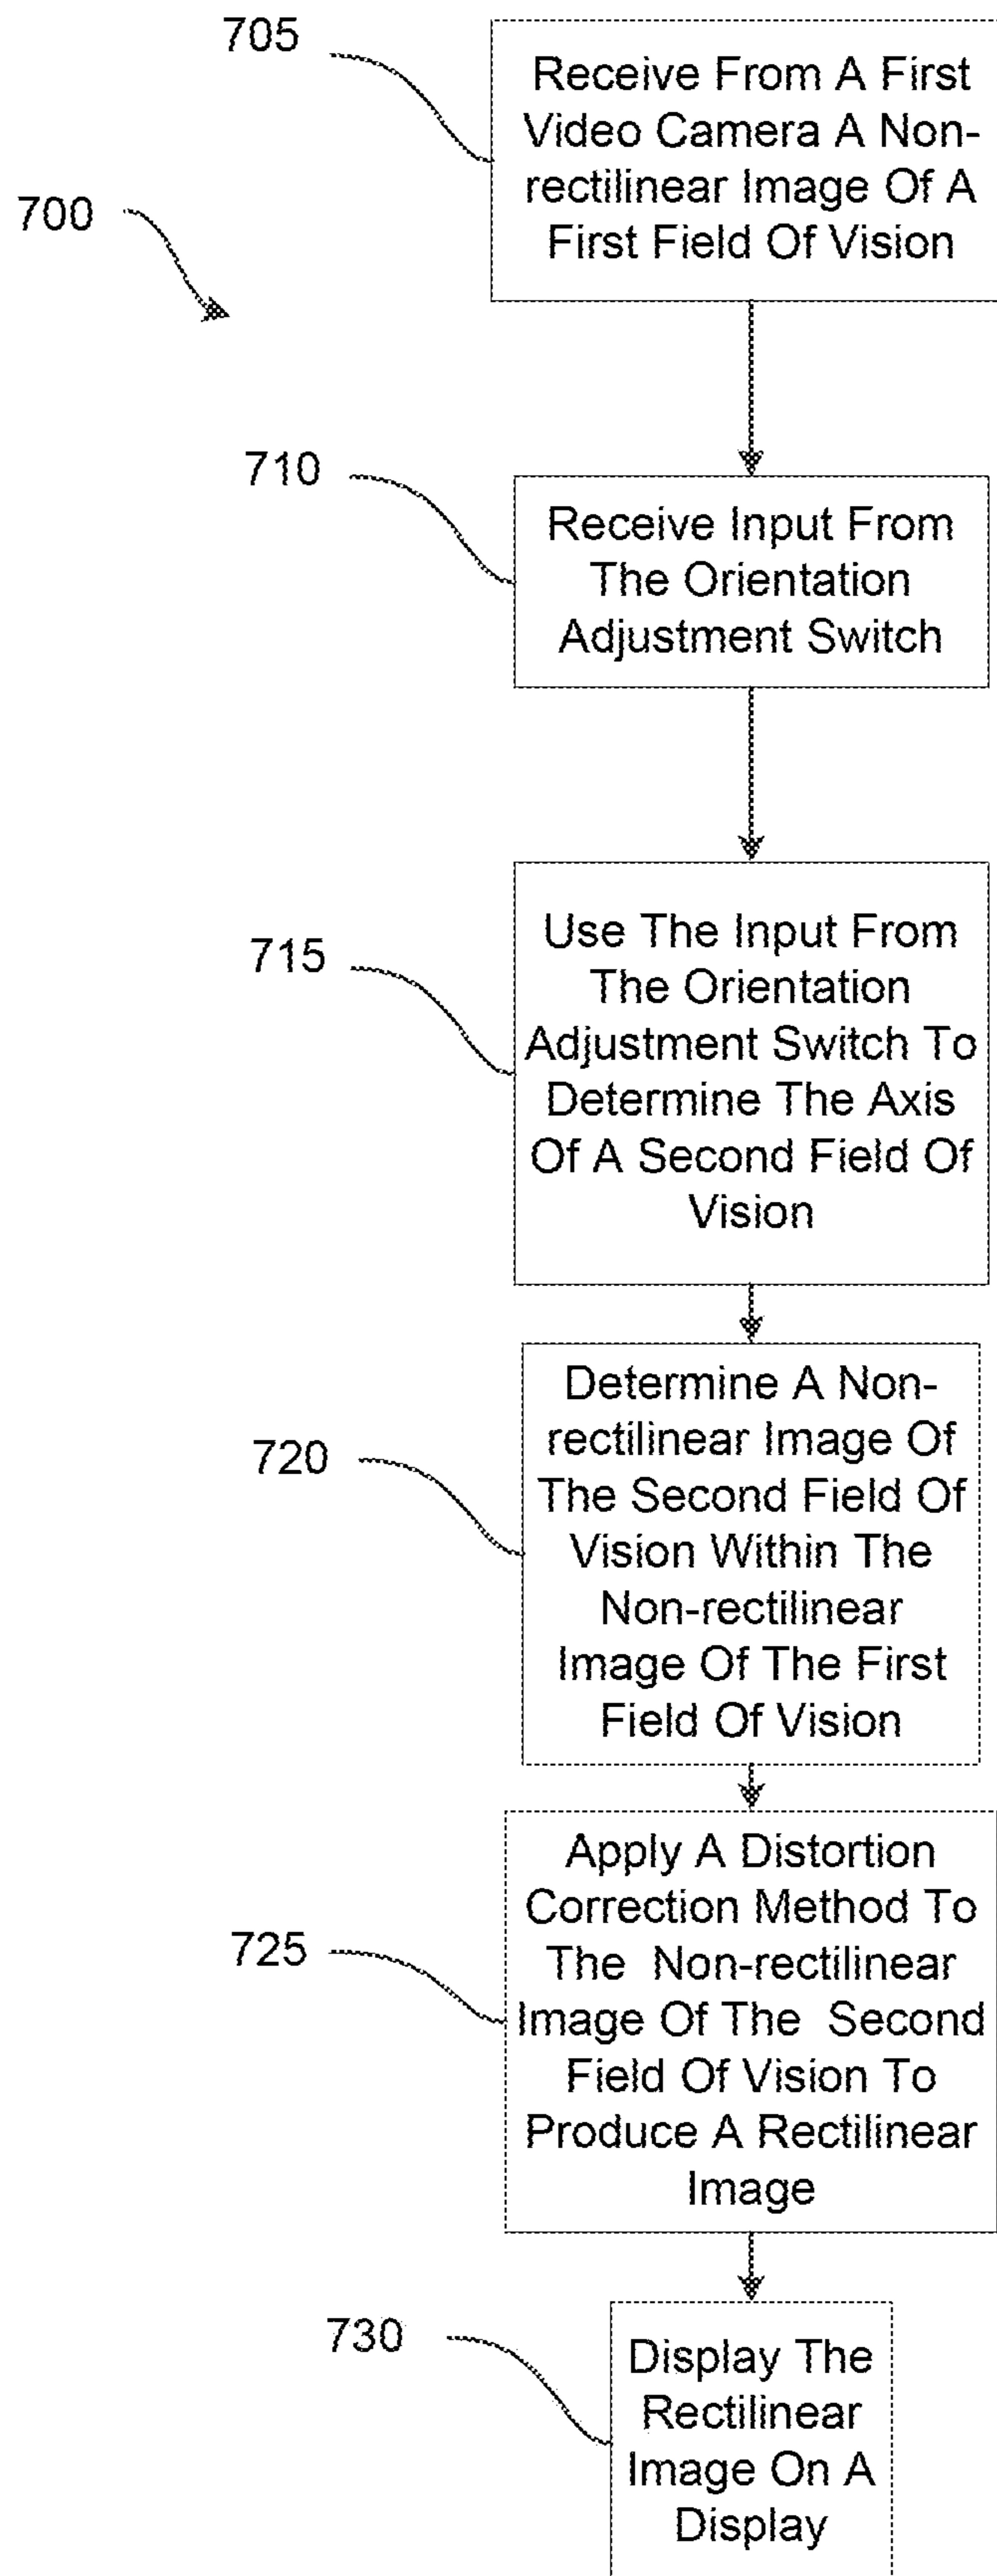 705
Receive From A First
Video Camera A Non-
rectilinear Image Of A
First Field Of Vision
700
710
Receive Input From
The Orientation
Adjustment Switch
715
Use The Input From
The Orientation
Adjustment Switch To
Determine The Axis
Of A Second Field Of
Vision
720
Determine A Non-
rectilinear Image Of
The Second Field Of
Vision Within The
Non-rectilinear
Image Of The First
Field Of Vision
725
Apply A Distortion
Correction Method To
The Non-rectilinear
Image Of The Second
Field Of Vision To
Produce A Rectilinear
Image
730
Display The
Rectilinear
Image On A
Display